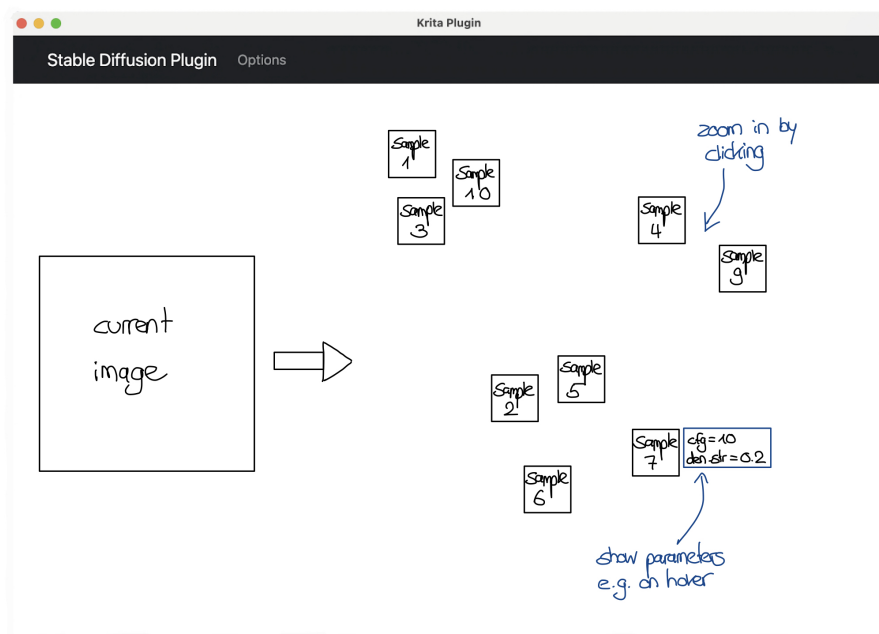 Krita Plugin
Stable Diffusion Plugin Options
Sample
1
Sample
10
Sample
3
zoom in by
clicking
Sample
4
Sample
9
current
image
Sample
5
Sample
2
Sample
7
cfg=10
den.str=0.2
Sample
6
show parameters
e.g. on hover